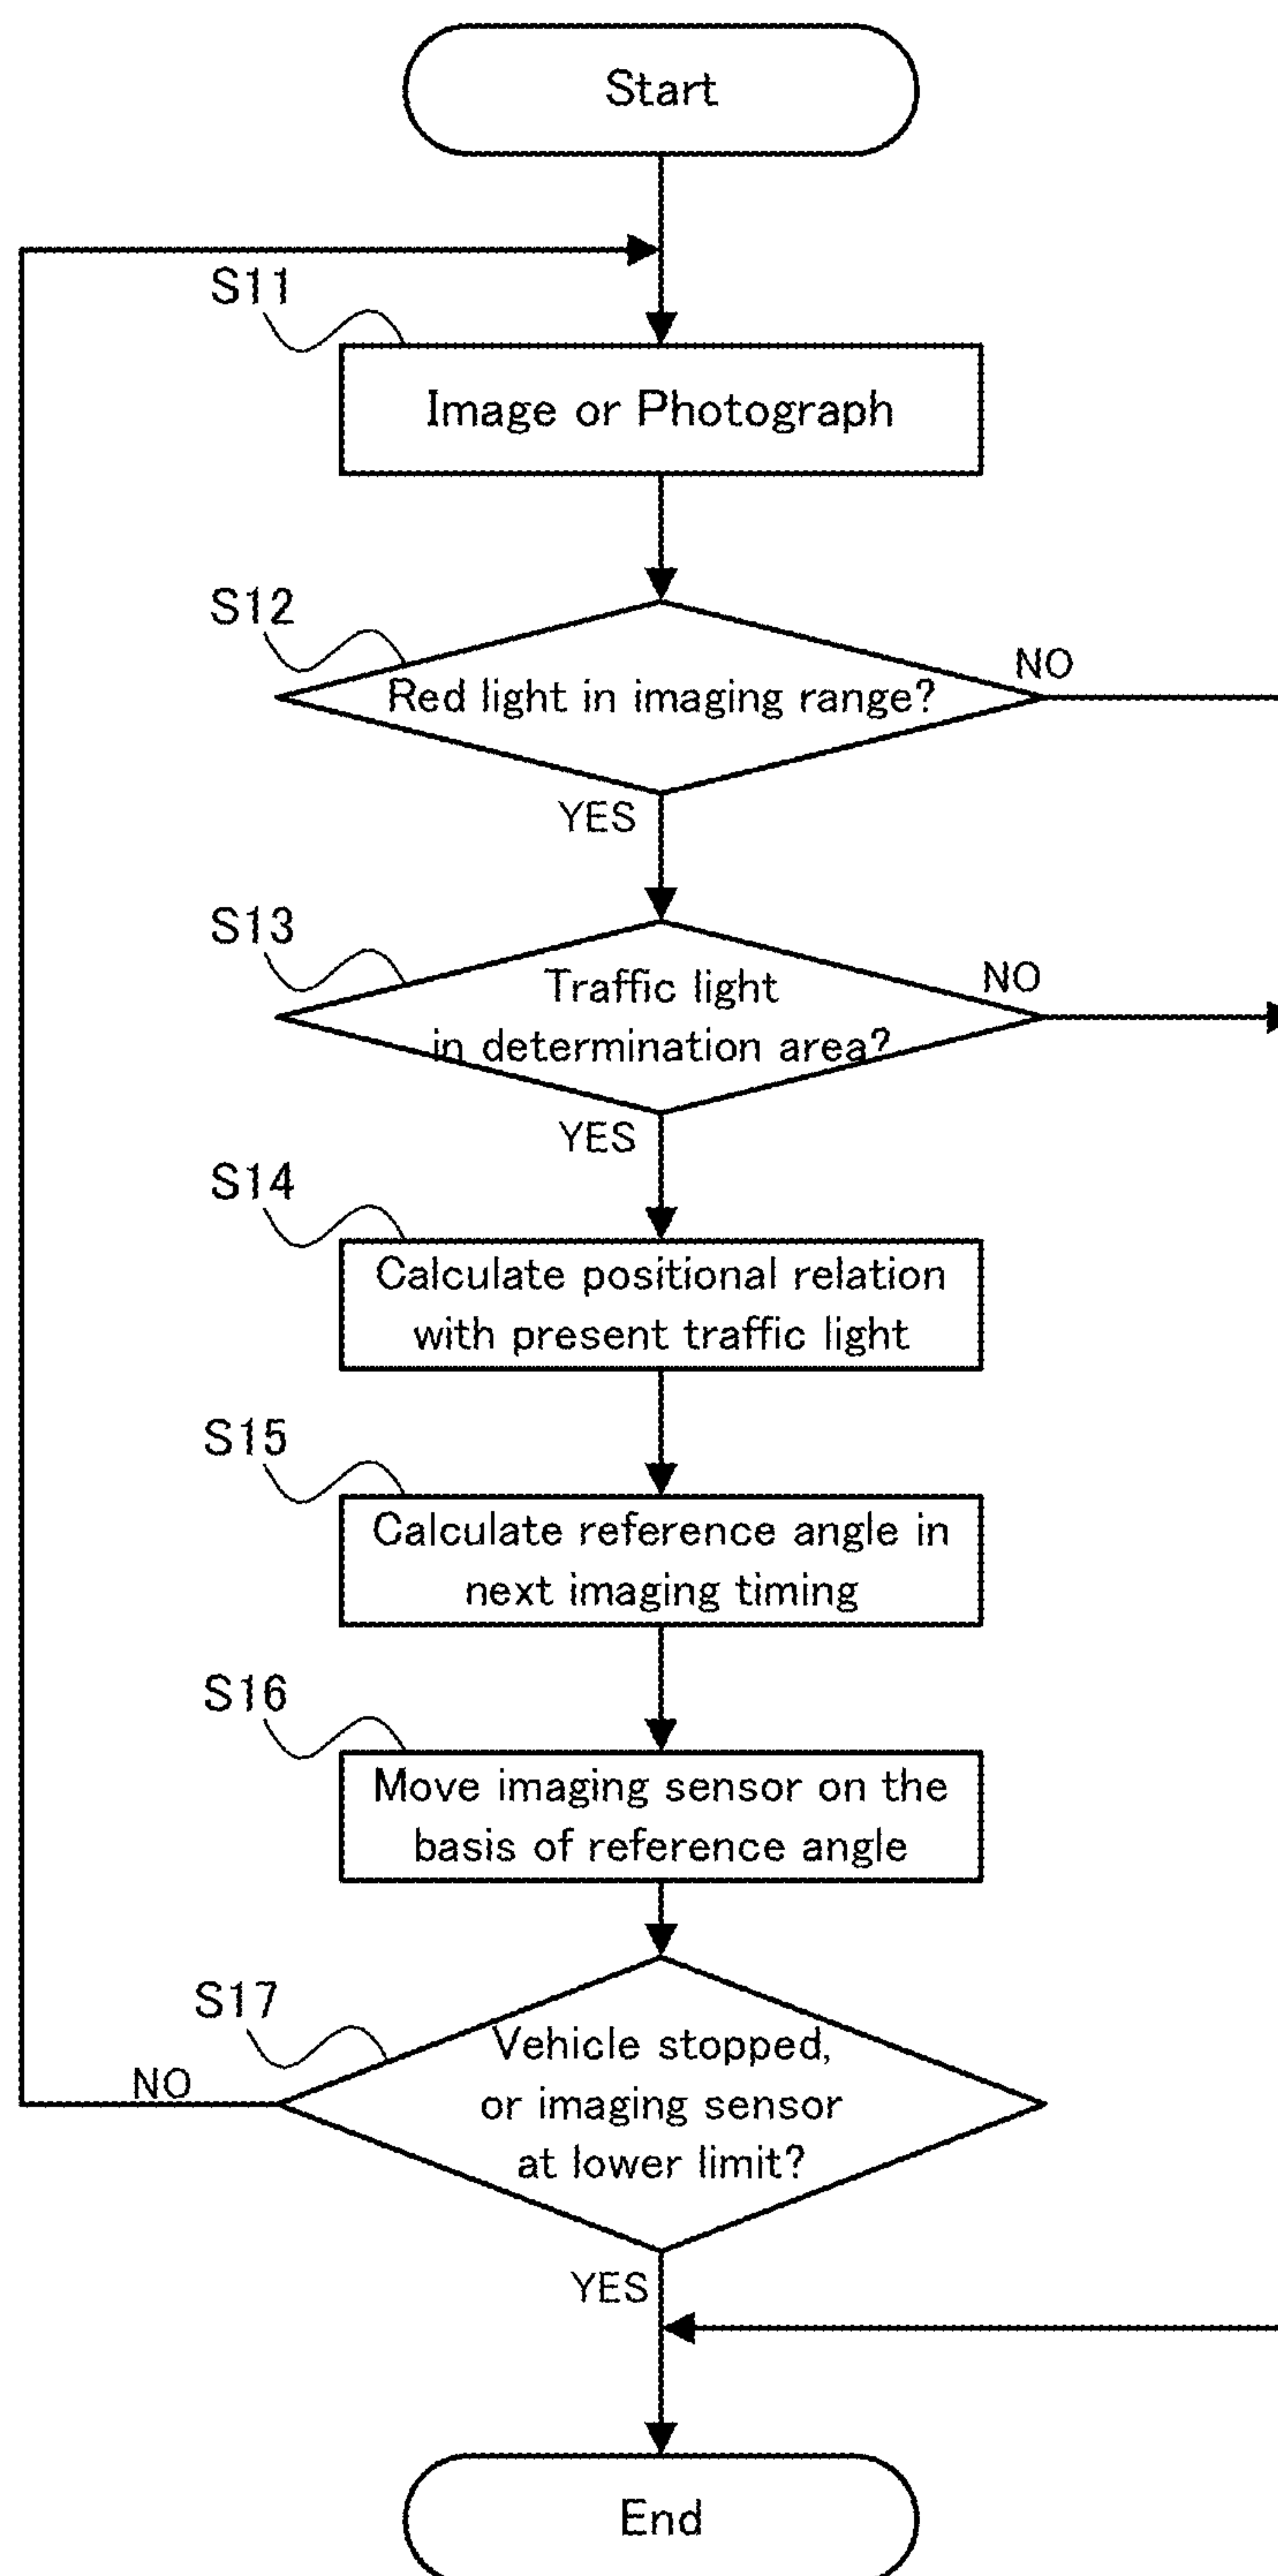 Start
S11
Image or Photograph
S12
Red light in imaging range?
NO
YES
S13
Traffic light
in determination area?
NO
YES
S14
Calculate positional relation
with present traffic light
S15
Calculate reference angle in
next imaging timing
S16
Move imaging sensor on the
basis of reference angle
S17
Vehicle stopped,
or imaging sensor
at lower limit?
NO
YES
End